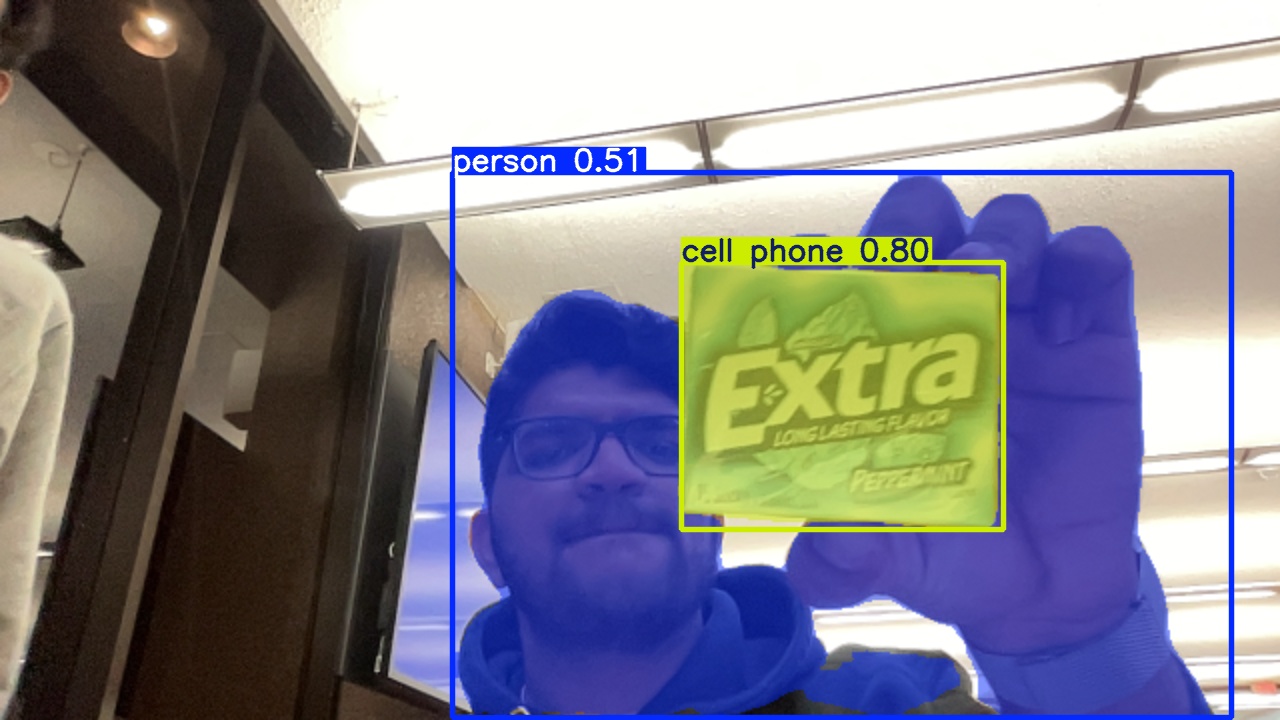 person 0.51
cell phone 0.80
Extra
LONG LASTING FLAVOR
PEPPERMINT